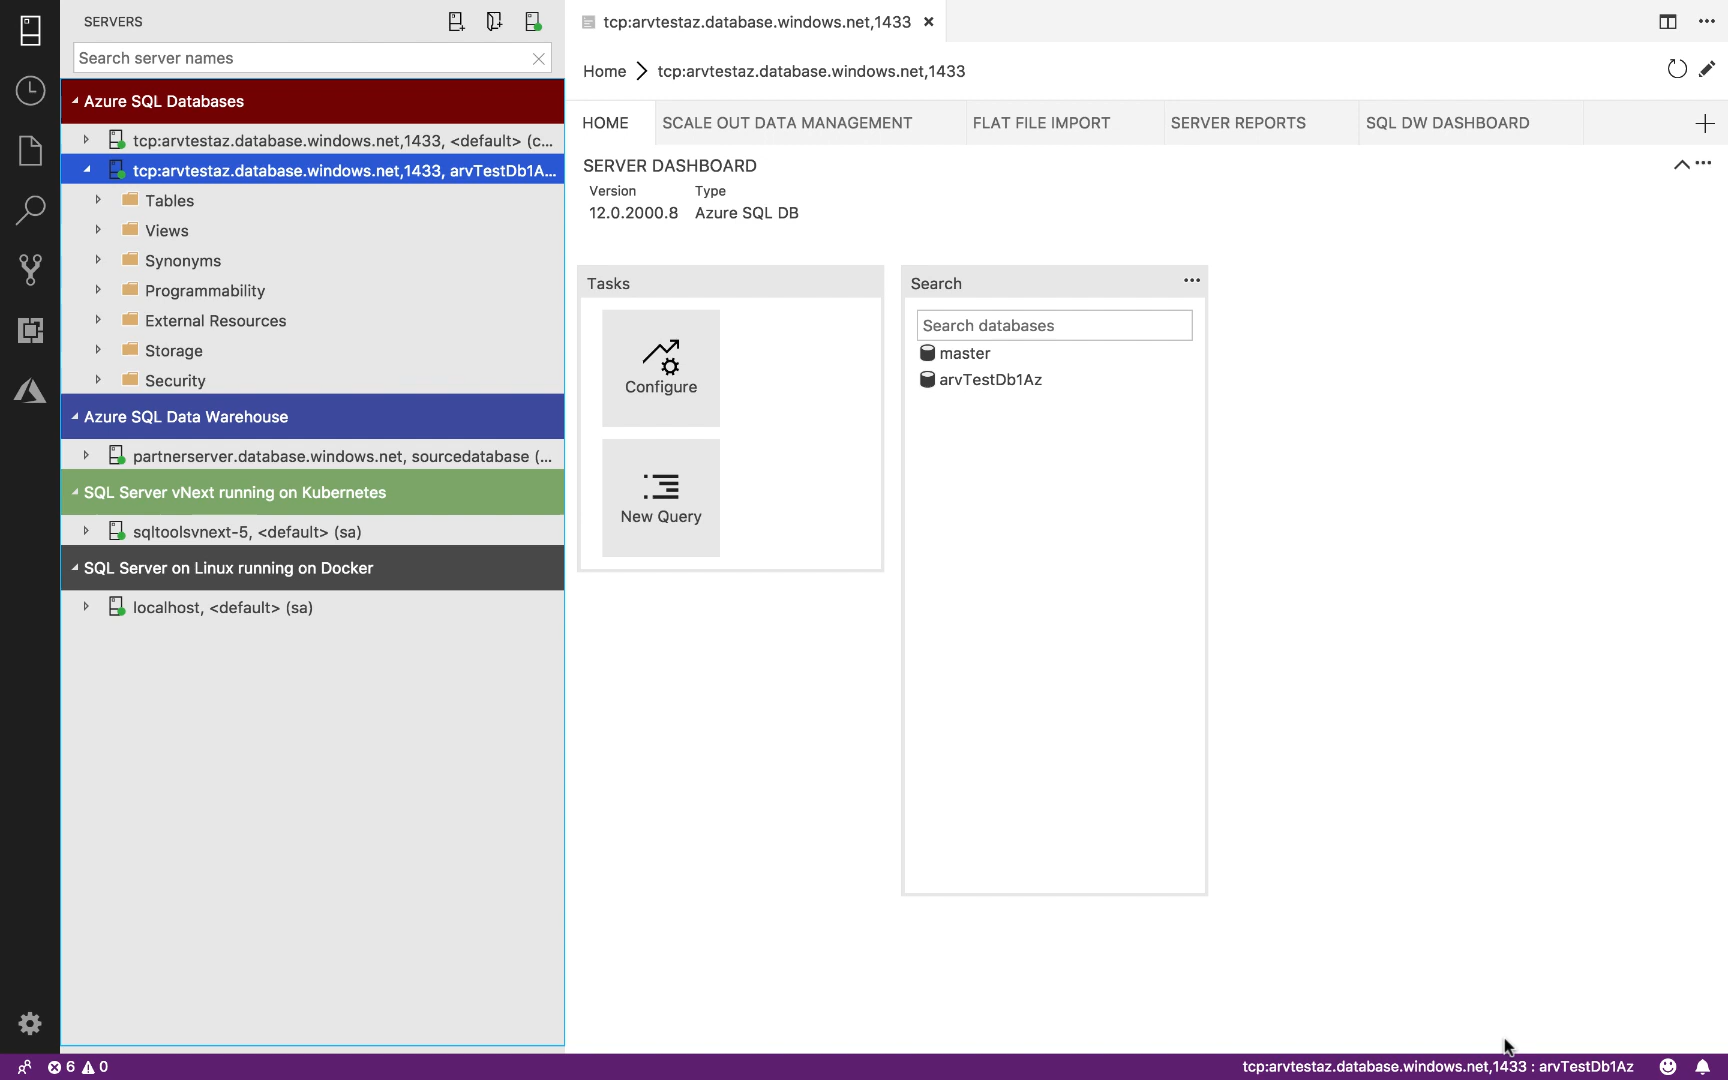 SERVERS
Search server names
Azure SQL Databases
tcp:arvtestaz.database.windows.net,1433, <default> (c...
tcp:arvtestaz.database.windows.net,1433, arvTestDb1A...
Tables
Views
Synonyms
Programmability
External Resources
Storage
Security
Azure SQL Data Warehouse
partnerserver.database.windows.net, sourcedatabase (...
SQL Server vNext running on Kubernetes
sqltoolsvnext-5, <default> (sa)
SQL Server on Linux running on Docker
localhost, <default> (sa)
tcp:arvtestaz.database.windows.net,1433
Home > tcp:arvtestaz.database.windows.net,1433
HOME SCALE OUT DATA MANAGEMENT FLAT FILE IMPORT SERVER REPORTS SQL DW DASHBOARD
SERVER DASHBOARD
Version Type
12.0.2000.8 Azure SQL DB
Tasks
Configure
New Query
Search
Search databases
master
arvTestDb1Az
6 0
tcp:arvtestaz.database.windows.net,1433 : arvTestDb1Az